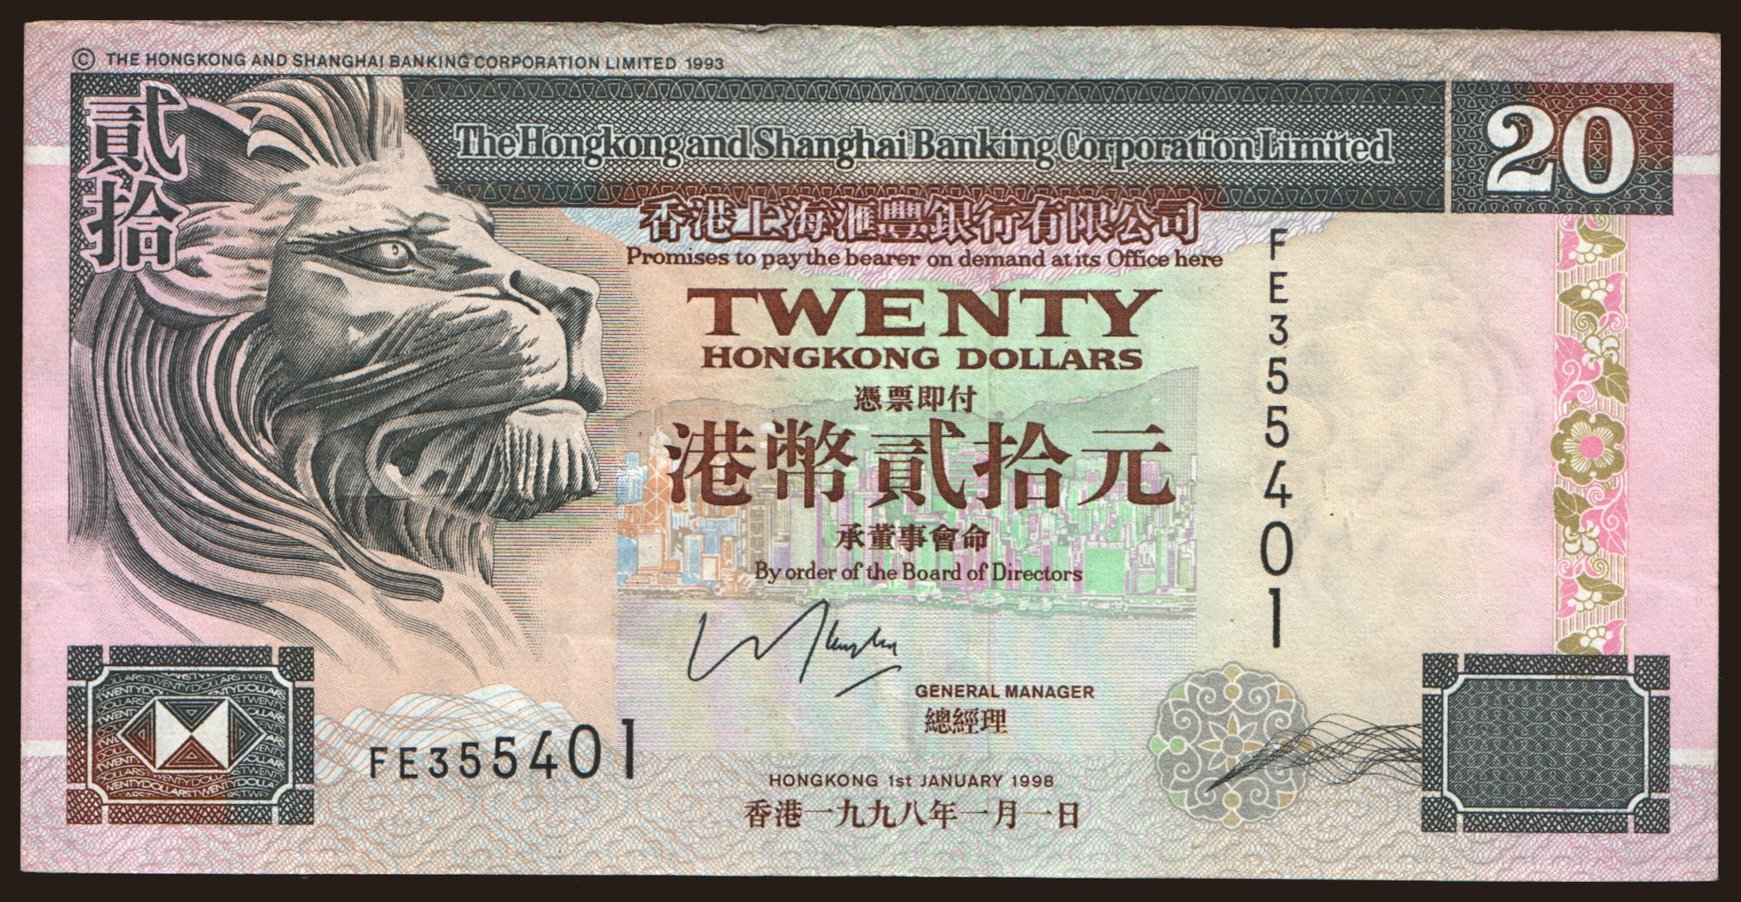 © THE HONGKONG AND SHANGHAI BANKING CORPORATION LIMITED 1993
貳拾
The Hongkong and Shanghai Banking Corporation Limited
20
香港上海滙豐銀行有限公司
Promises to pay the bearer on demand at its Office here
TWENTY
HONGKONG DOLLARS
憑票即付
港幣貳拾元
承董事會命
By order of the Board of Directors
GENERAL MANAGER
總經理
HONGKONG 1st JANUARY 1998
香港一九九八年一月一日
FE355401
FE355401